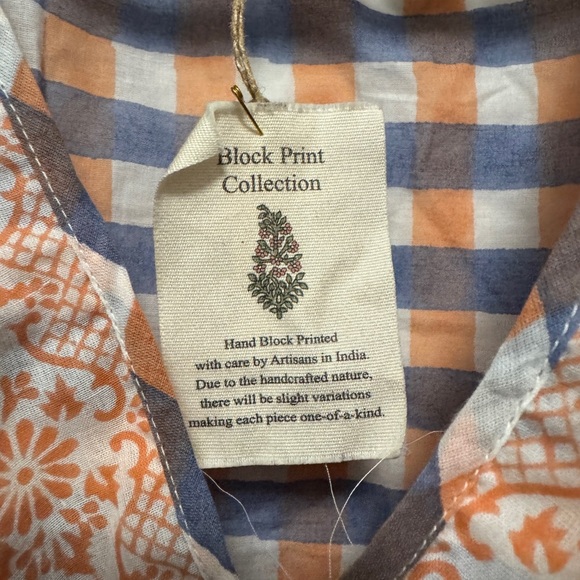 Block Print
Collection
Hand Block Printed
with care by Artisans in India.
Due to the handcrafted nature,
there will be slight variations
making each piece one-of-a-kind.